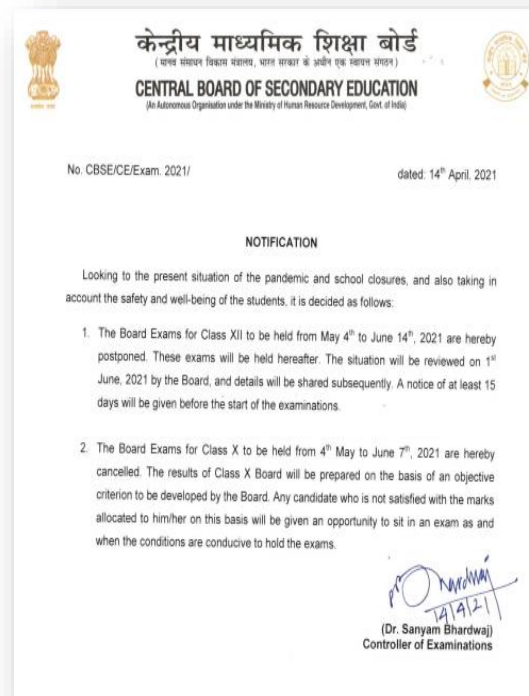 केन्द्रीय माध्यमिक शिक्षा बोर्ड
( मानव संसाधन विकास मंत्रालय, भारत सरकार के अधीन एक स्वायत्त संगठन )
CENTRAL BOARD OF SECONDARY EDUCATION
(An Autonomous Organisation under the Ministry of Human Resource Development, Govt. of India)
No. CBSE/CE/Exam. 2021/ dated: 14th April, 2021
NOTIFICATION
Looking to the present situation of the pandemic and school closures, and also taking in
account the safety and well-being of the students, it is decided as follows:
1. The Board Exams for Class XII to be held from May 4th to June 14th, 2021 are hereby
postponed. These exams will be held hereafter. The situation will be reviewed on 1st
June, 2021 by the Board, and details will be shared subsequently. A notice of at least 15
days will be given before the start of the examinations.
2. The Board Exams for Class X to be held from 4th May to June 7th, 2021 are hereby
cancelled. The results of Class X Board will be prepared on the basis of an objective
criterion to be developed by the Board. Any candidate who is not satisfied with the marks
allocated to him/her on this basis will be given an opportunity to sit in an exam as and
when the conditions are conducive to hold the exams.
14/4/21
(Dr. Sanyam Bhardwaj)
Controller of Examinations